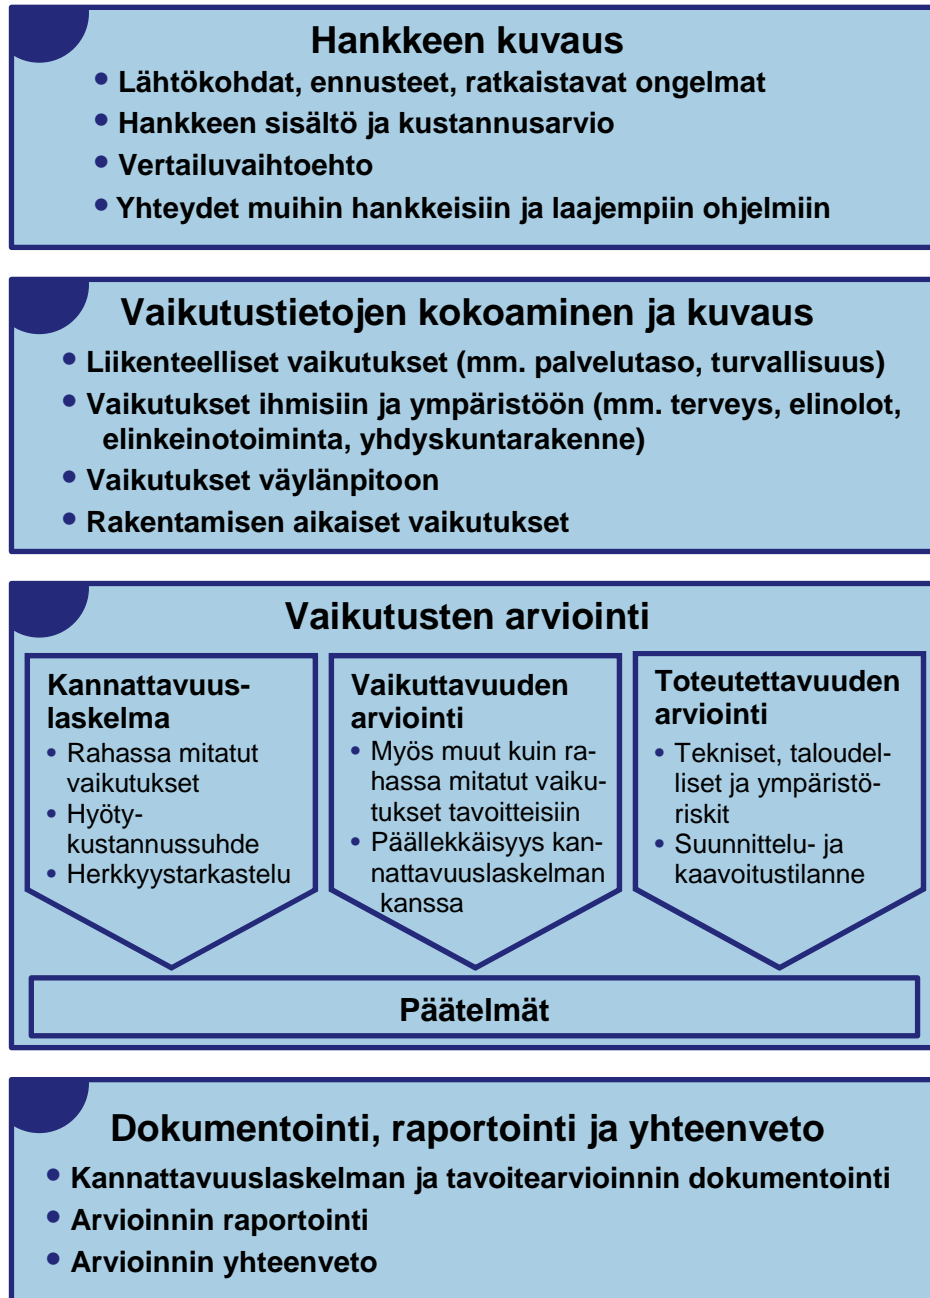 Hankkeen kuvaus
• Lähtökohdat, ennusteet, ratkaistavat ongelmat
• Hankkeen sisältö ja kustannusarvio
• Vertailuvaihtoehto
• Yhteydet muihin hankkeisiin ja laajempiin ohjelmiin
Vaikutustietojen kokoaminen ja kuvaus
• Liikenteelliset vaikutukset (mm. palvelutaso, turvallisuus)
• Vaikutukset ihmisiin ja ympäristöön (mm. terveys, elinolot,
elinkeinotoiminta, yhdyskuntarakenne)
• Vaikutukset väylänpitoon
• Rakentamisen aikaiset vaikutukset
Vaikutusten arviointi
Kannattavuus-
laskelma
• Rahassa mitatut
vaikutukset
• Hyöty-
kustannussuhde
• Herkkyystarkastelu
Vaikuttavuuden
arviointi
• Myös muut kuin ra-
hassa mitatut vaiku-
tukset tavoitteisiin
• Päällekkäisyys kan-
nattavuuslaskelman
kanssa
Toteutettavuuden
arviointi
• Tekniset, taloudel-
liset ja ympäristö-
riskit
• Suunnittelu- ja
kaavoitustilanne
Päätelmät
Dokumentointi, raportointi ja yhteenveto
• Kannattavuuslaskelman ja tavoitearvioinnin dokumentointi
• Arvioinnin raportointi
• Arvioinnin yhteenveto